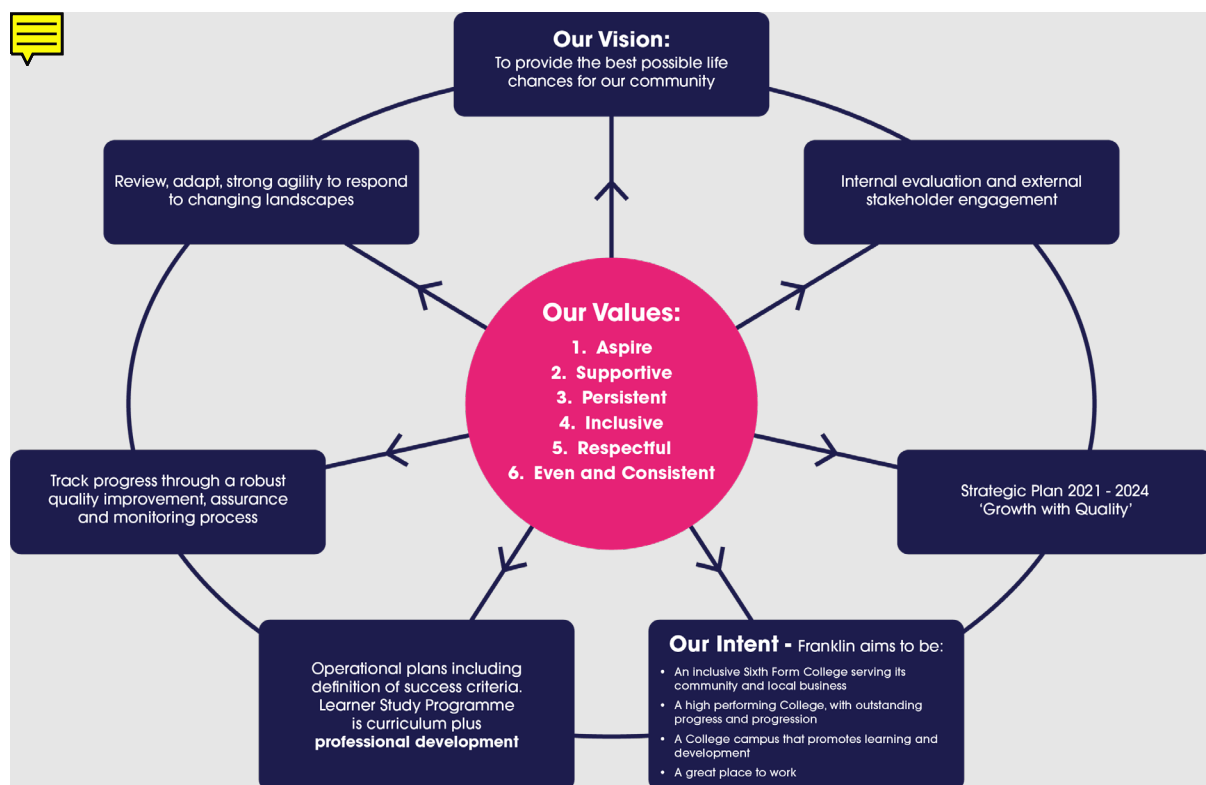 Our Vision:
To provide the best possible life
chances for our community
Internal evaluation and external
stakeholder engagement
Strategic Plan 2021 - 2024
‘Growth with Quality’
Our Intent - Franklin aims to be:
• An inclusive Sixth Form College serving its
community and local business
• A high performing College, with outstanding
progress and progression
• A College campus that promotes learning and
development
• A great place to work
Operational plans including
definition of success criteria.
Learner Study Programme
is curriculum plus
professional development
Track progress through a robust
quality improvement, assurance
and monitoring process
Review, adapt, strong agility to respond
to changing landscapes
Our Values:
1. Aspire
2. Supportive
3. Persistent
4. Inclusive
5. Respectful
6. Even and Consistent